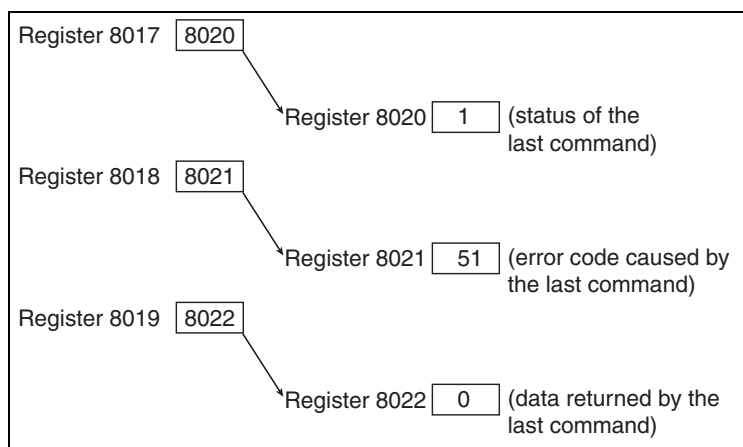 Register 8017 8020
Register 8020 1 (status of the
last command)
Register 8018 8021
Register 8021 51 (error code caused by
the last command)
Register 8019 8022
Register 8022 0 (data returned by the
last command)